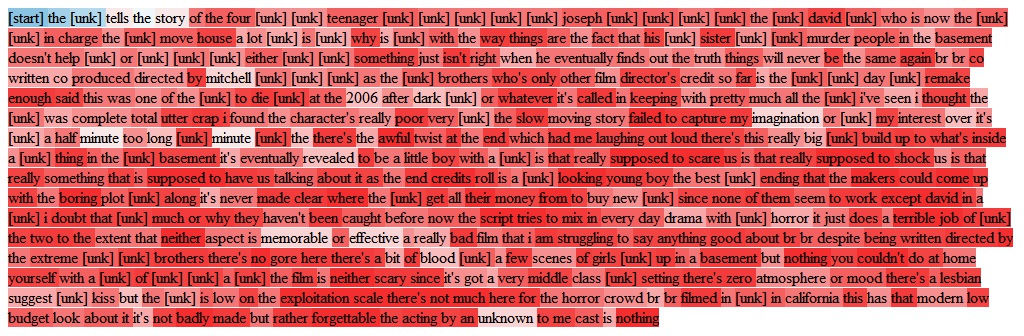 [start] the [unk] tells the story of the four [unk] [unk] teenager [unk] [unk] [unk] [unk] [unk] joseph [unk] [unk] [unk] [unk] the [unk] david [unk] who is now the [unk]
[unk] in charge the [unk] move house a lot [unk] is [unk] why is [unk] with the way things are the fact that his [unk] sister [unk] [unk] murder people in the basement
doesn't help [unk] or [unk] [unk] [unk] either [unk] [unk] something just isn't right when he eventually finds out the truth things will never be the same again br br co
written co produced directed by mitchell [unk] [unk] [unk] as the [unk] brothers who's only other film director's credit so far is the [unk] [unk] day [unk] remake
enough said this was one of the [unk] to die [unk] at the 2006 after dark [unk] or whatever it's called in keeping with pretty much all the [unk] i've seen i thought the
[unk] was complete total utter crap i found the character's really poor very [unk] the slow moving story failed to capture my imagination or [unk] my interest over it's
[unk] a half minute too long [unk] minute [unk] the there's the awful twist at the end which had me laughing out loud there's this really big [unk] build up to what's inside
a [unk] thing in the [unk] basement it's eventually revealed to be a little boy with a [unk] is that really supposed to scare us is that really supposed to shock us is that
really something that is supposed to have us talking about it as the end credits roll is a [unk] looking young boy the best [unk] ending that the makers could come up
with the boring plot [unk] along it's never made clear where the [unk] get all their money from to buy new [unk] since none of them seem to work except david in a
[unk] i doubt that [unk] much or why they haven't been caught before now the script tries to mix in every day drama with [unk] horror it just does a terrible job of [unk]
the two to the extent that neither aspect is memorable or effective a really bad film that i am struggling to say anything good about br br despite being written directed by
the extreme [unk] brothers there's no gore here there's a bit of blood [unk] a few scenes of girls [unk] up in a basement but nothing you couldn't do at home
yourself with a [unk] of [unk] [unk] a [unk] the film is neither scary since it's got a very middle class [unk] setting there's zero atmosphere or mood there's a lesbian
suggest [unk] kiss but the [unk] is low on the exploitation scale there's not much here for the horror crowd br br filmed in [unk] in california this has that modern low
budget look about it it's not badly made but rather forgettable the acting by an unknown to me cast is nothing